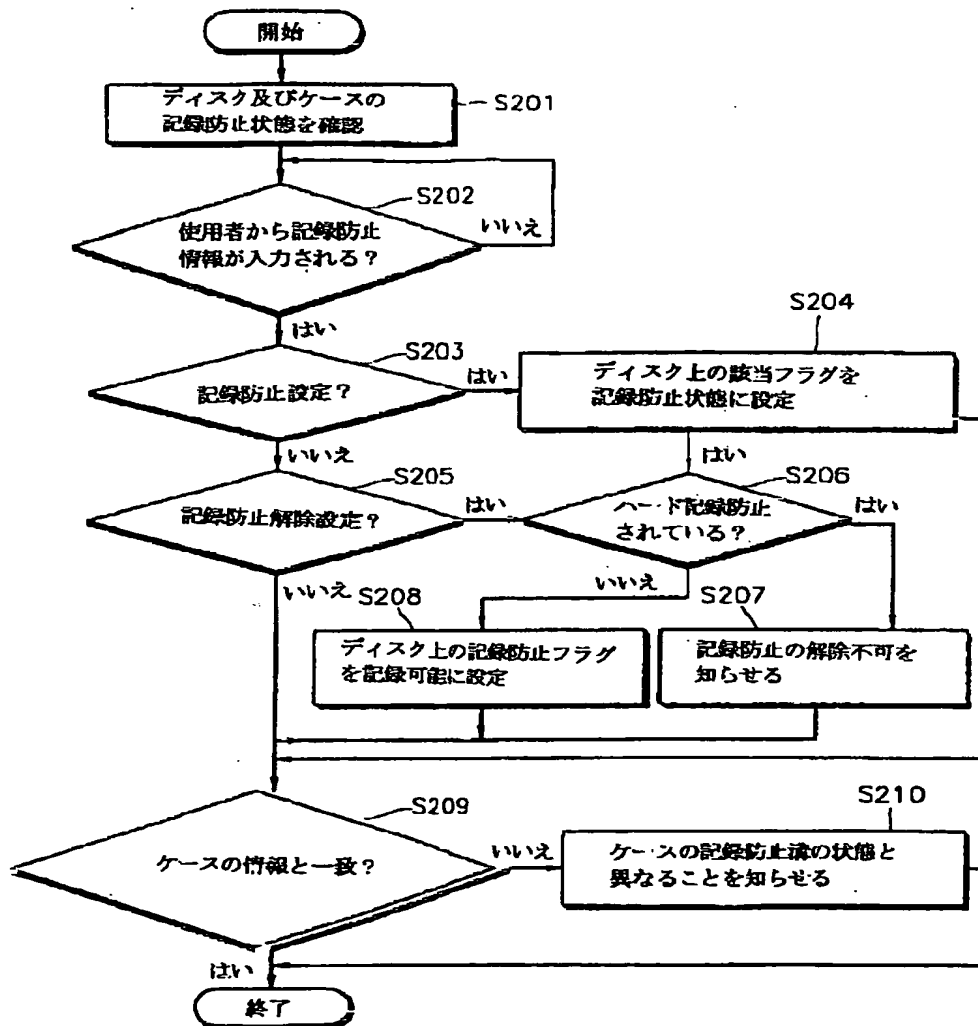 開始
ディスク及びケースの
記録防止状態を確認
S201
S202
使用者から記録防止
情報が入力される？
いいえ
はい
S203
記録防止設定？
はい
S204
ディスク上の該当フラグを
記録防止状態に設定
いいえ
はい
S205
記録防止解除設定？
はい
S206
ハード記録防止
されている？
はい
いいえ
いいえ
S208
ディスク上の記録防止フラグ
を記録可能に設定
S207
記録防止の解除不可を
知らせる
S209
ケースの情報と一致？
いいえ
S210
ケースの記録防止溝の状態と
異なることを知らせる
はい
終了